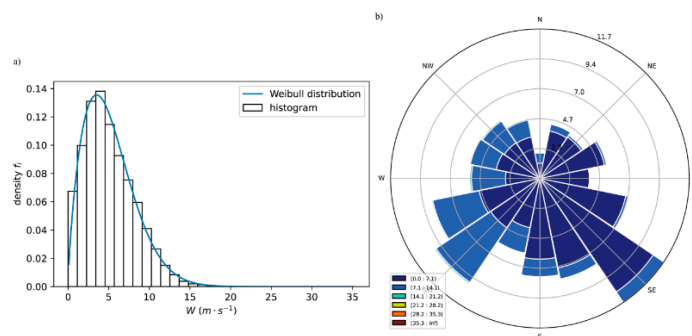 a)
Weibull distribution
histogram
density fi
0.14
0.12
0.10
0.08
0.06
0.04
0.02
0.00
0 5 10 15 20 25 30 35
W (m · s⁻¹)
b)
N
11.7
9.4
7.0
4.7
NW
NE
W
SE
[0.0 : 7.1)
[7.1 : 14.1)
[14.1 : 21.2)
[21.2 : 28.2)
[28.2 : 35.3)
[35.3 : inf)